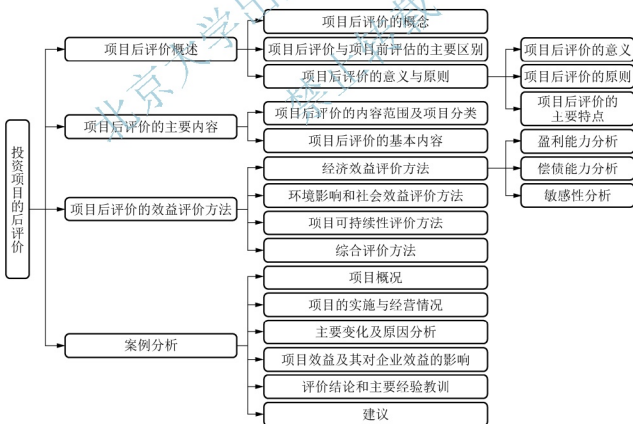 投资项目的后评价
项目后评价概述
项目后评价的概念
项目后评价与项目前评估的主要区别
项目后评价的意义与原则
项目后评价的意义
项目后评价的原则
项目后评价的
主要特点
项目后评价的主要内容
项目后评价的内容范围及项目分类
项目后评价的基本内容
项目后评价的效益评价方法
经济效益评价方法
盈利能力分析
偿债能力分析
敏感性分析
环境影响和社会效益评价方法
项目可持续性评价方法
综合评价方法
案例分析
项目概况
项目的实施与经营情况
主要变化及原因分析
项目效益及其对企业效益的影响
评价结论和主要经验教训
建议
北京大学出
禁止转载